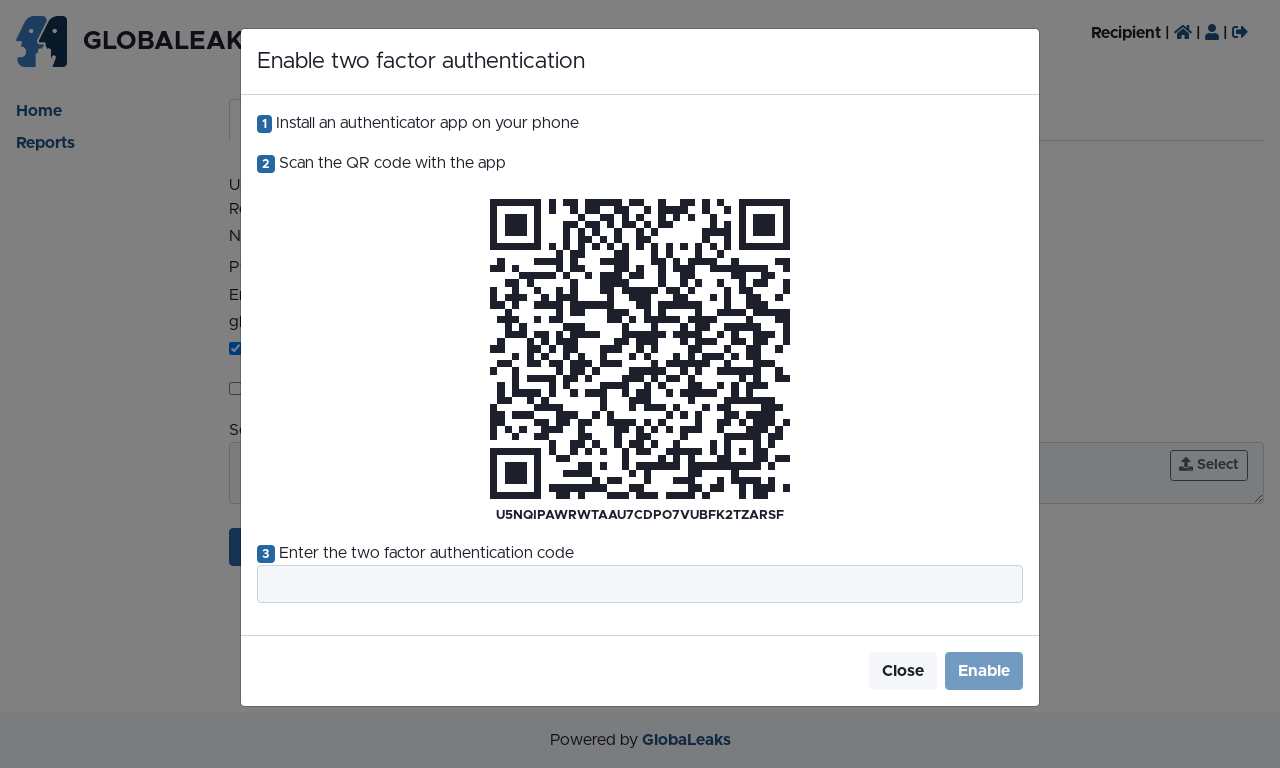 GLOBALEAK
Recipient | | |
Home
Reports
Enable two factor authentication
1 Install an authenticator app on your phone
2 Scan the QR code with the app
U5NQIPAWRWTAAU7CDPO7VUBFK2TZARSF
3 Enter the two factor authentication code
Select
Close Enable
Powered by GlobaLeaks